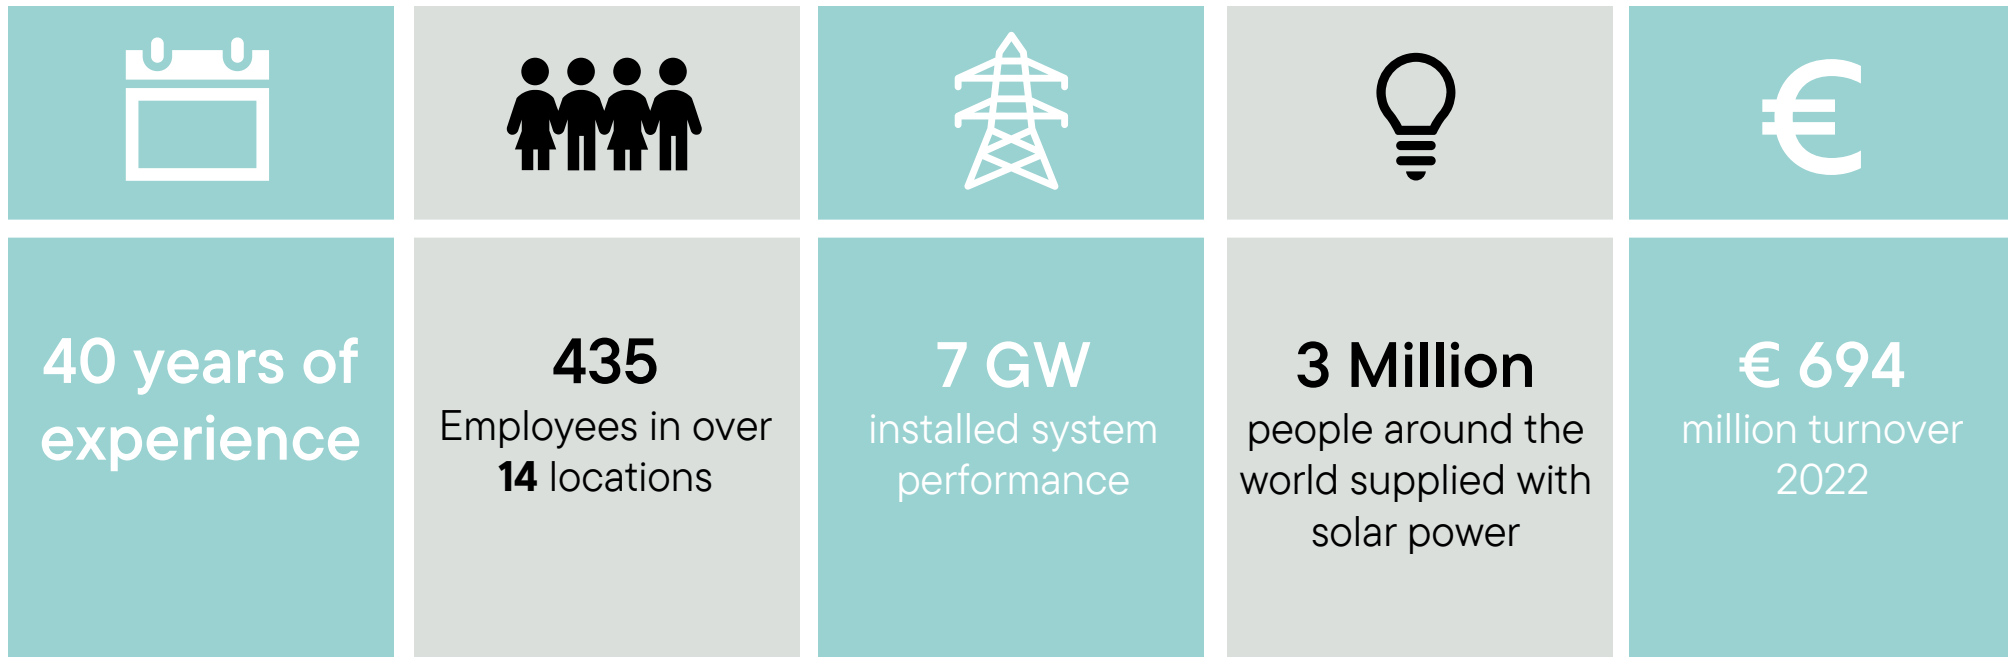 40 years of
experience
435
Employees in over
14 locations
7 GW
installed system
performance
3 Million
people around the
world supplied with
solar power
€ 694
million turnover
2022